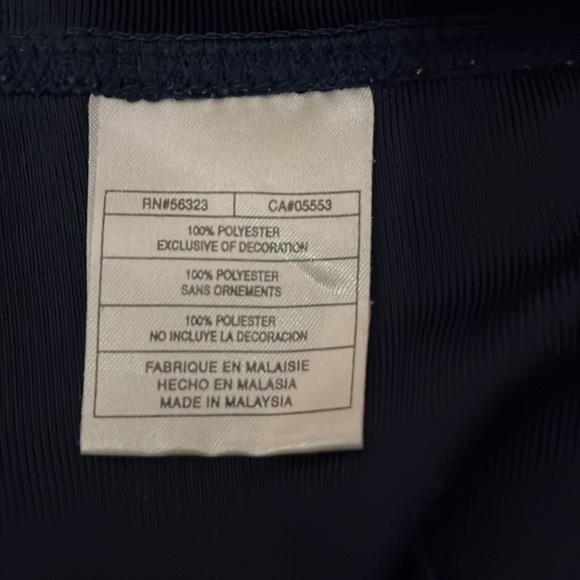 RN#56323 CA#05553
100% POLYESTER
EXCLUSIVE OF DECORATION
100% POLYESTER
SANS ORNEMENTS
100% POLIESTER
NO INCLUYE LA DECORACION
FABRIQUE EN MALAISIE
HECHO EN MALASIA
MADE IN MALAYSIA